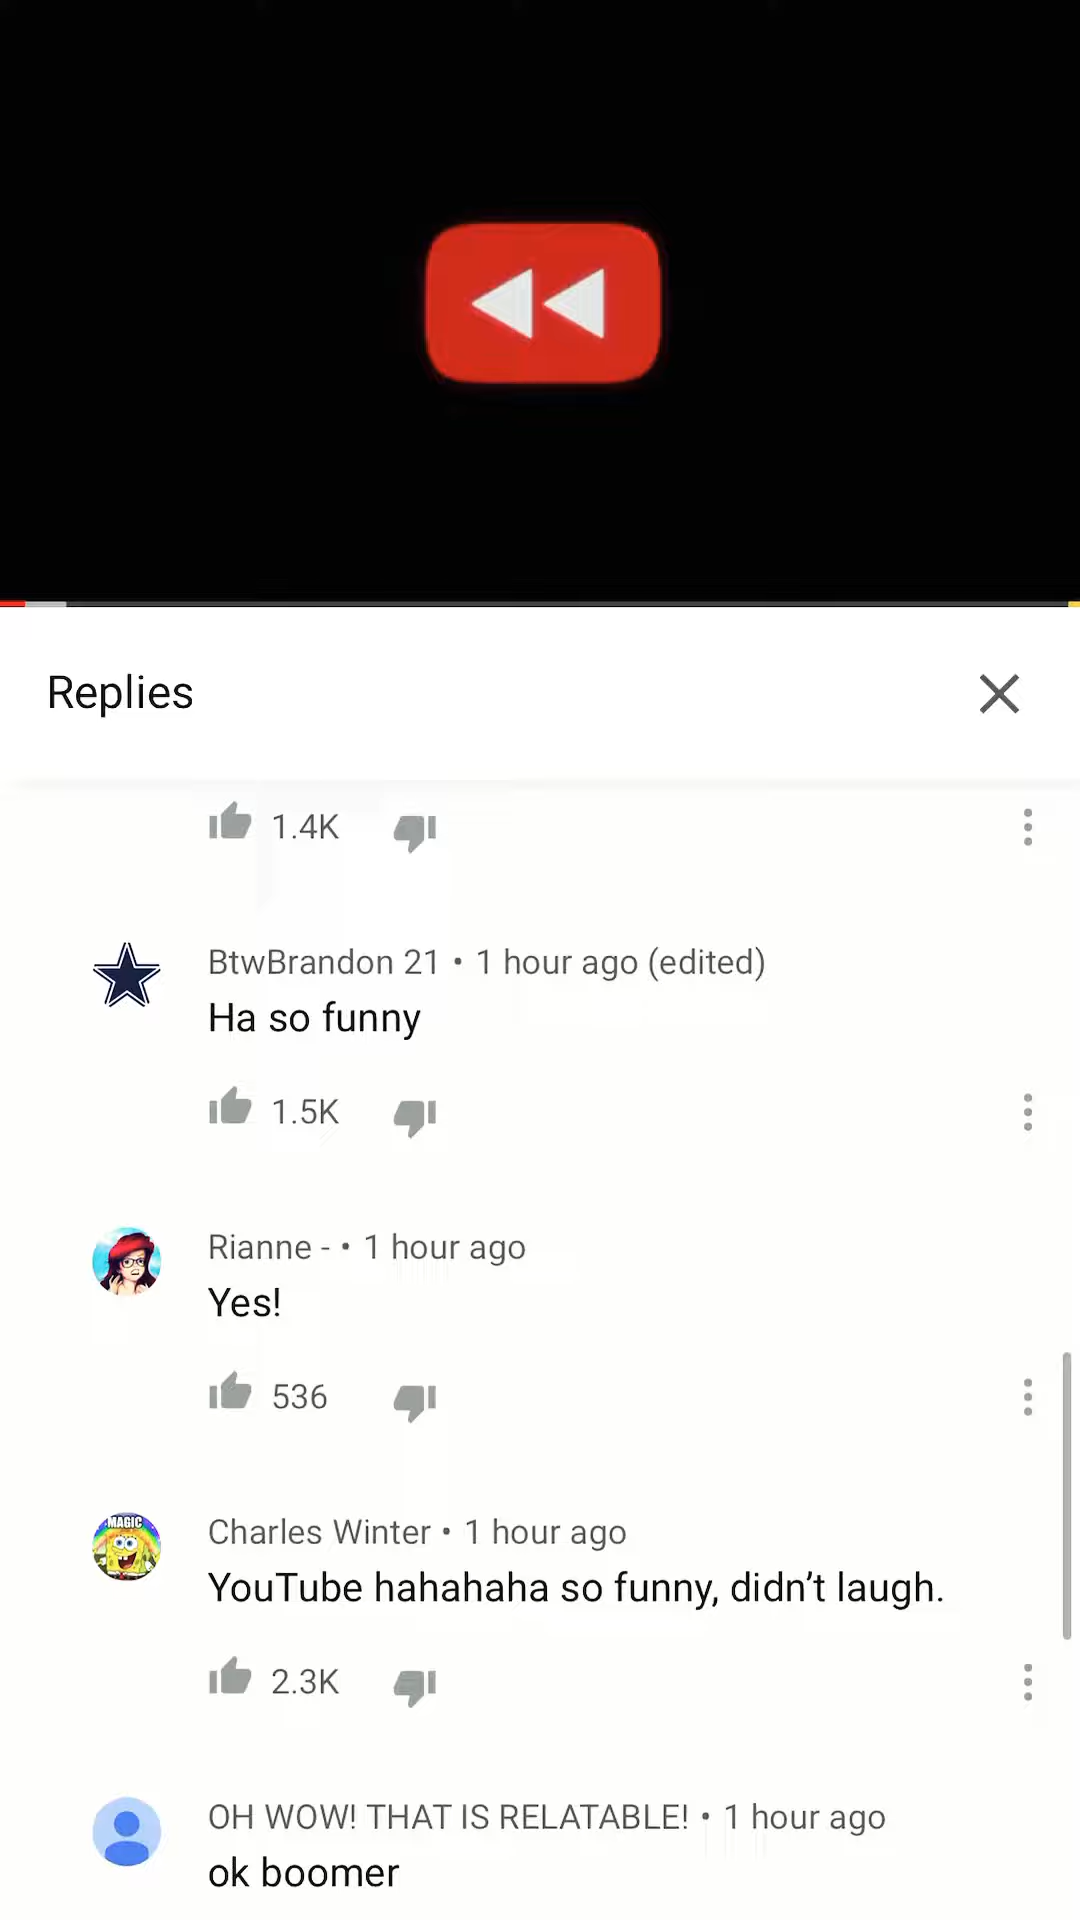 Replies
1.4K
BtwBrandon 21 • 1 hour ago (edited)
Ha so funny
1.5K
Rianne - • 1 hour ago
Yes!
536
MAGIC
Charles Winter • 1 hour ago
YouTube hahahaha so funny, didn’t laugh.
2.3K
OH WOW! THAT IS RELATABLE! • 1 hour ago
ok boomer